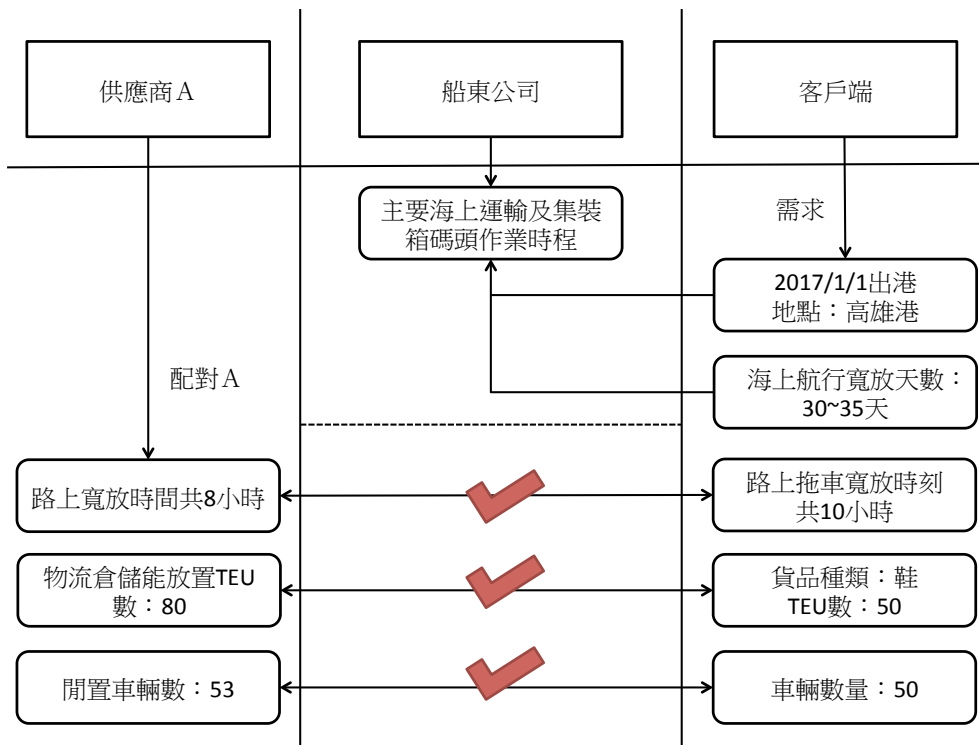 供應商Ａ
船東公司
客戶端
主要海上運輸及集裝
箱碼頭作業時程
需求
2017/1/1出港
地點：高雄港
配對Ａ
海上航行寬放天數：
30~35天
路上寬放時間共8小時
路上拖車寬放時刻
共10小時
物流倉儲能放置TEU
數：80
貨品種類：鞋
TEU數：50
閒置車輛數：53
車輛數量：50